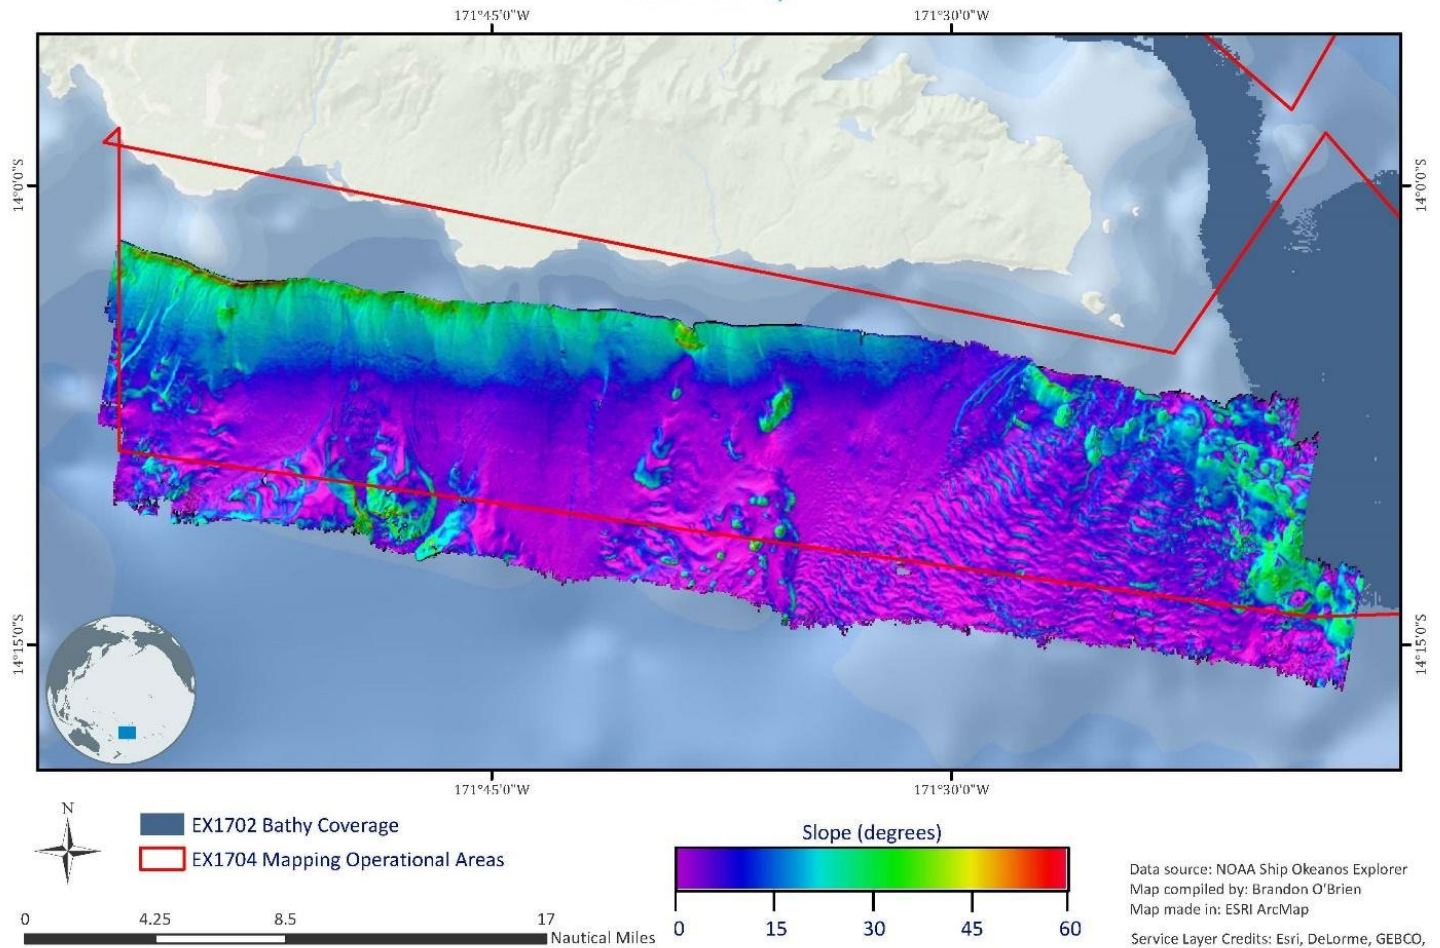 171°45'0"W 171°30'0"W
14°0'0"S 14°0'0"S
14°15'0"S 14°15'0"S
171°45'0"W 171°30'0"W
N
EX1702 Bathy Coverage
EX1704 Mapping Operational Areas
0 4.25 8.5 17
Nautical Miles
Slope (degrees)
0 15 30 45 60
Data source: NOAA Ship Okeanos Explorer
Map compiled by: Brandon O'Brien
Map made in: ESRI ArcMap
Service Layer Credits: Esri, DeLorme, GEBCO,